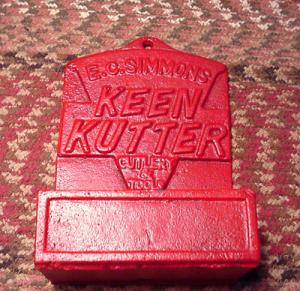 E.C.SIMMONS
KEEN
KUTTER
CUTLERY
&
TOOLS